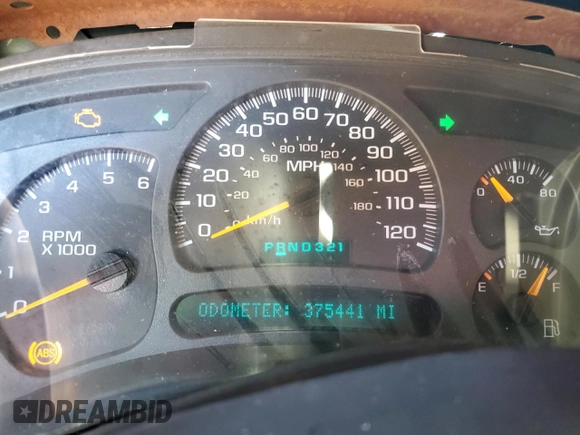 0 1 2 3 4 5 6
RPM
X 1000
ABS
0 10 20 30 40 50 60 70 80 90 100 110 120
0 20 40 60 80 100 120 140 160 180
MPH
km/h
PRND321
ODOMETER: 375441 MI
0 40 80
E 1/2 F
DREAMBID